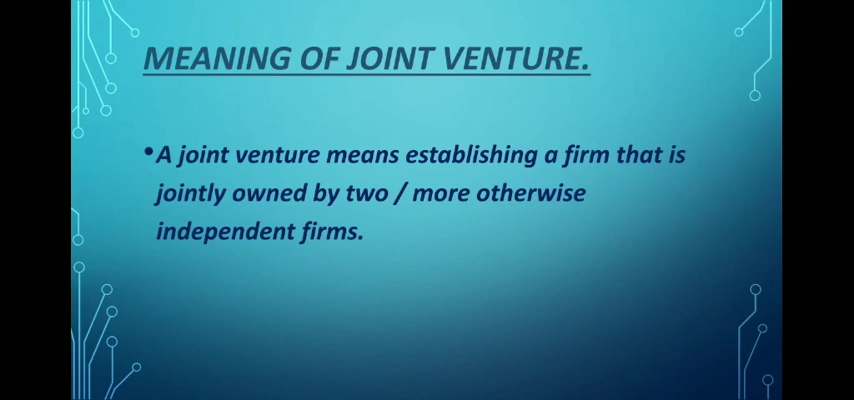 MEANING OF JOINT VENTURE.
•A joint venture means establishing a firm that is
jointly owned by two / more otherwise
independent firms.